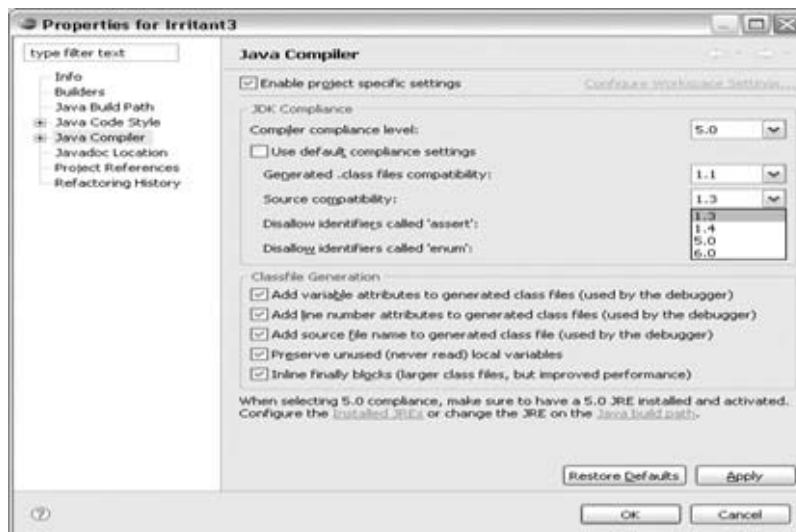 Properties for Irritant3
type filter text
Info
Builders
Java Build Path
Java Code Style
Java Compiler
Javadoc Location
Project References
Refactoring History
Java Compiler
Enable project specific settings
Configure Workspace Settings...
JDK Compliance
Compiler compliance level: 5.0
Use default compliance settings
Generated .class files compatibility: 1.1
Source compatibility: 1.3
1.3
1.4
5.0
6.0
Disallow identifiers called 'assert':
Disallow identifiers called 'enum':
Classfile Generation
Add variable attributes to generated class files (used by the debugger)
Add line number attributes to generated class files (used by the debugger)
Add source file name to generated class file (used by the debugger)
Preserve unused (never read) local variables
Inline finally blocks (larger class files, but improved performance)
When selecting 5.0 compliance, make sure to have a 5.0 JRE installed and activated.
Configure the Installed JREs or change the JRE on the Java build path.
Restore Defaults Apply
OK Cancel